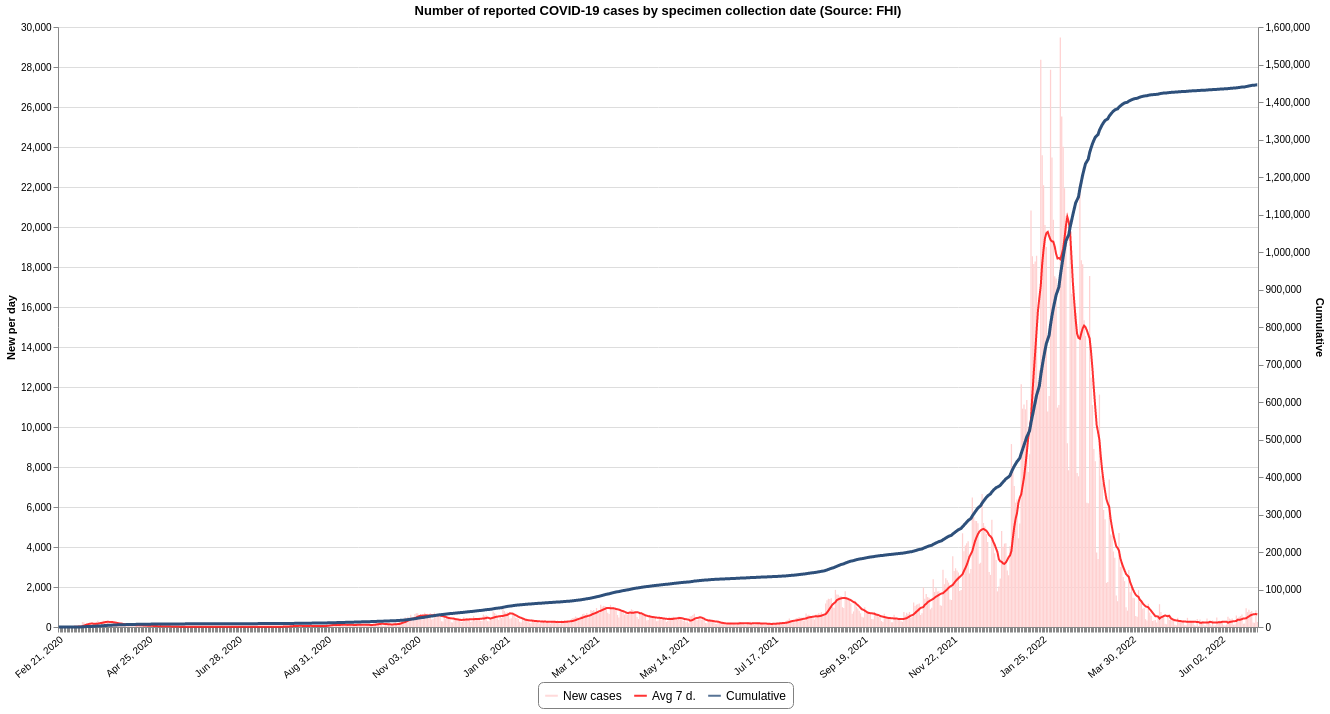 Number of reported COVID-19 cases by specimen collection date (Source: FHI)
30,000
28,000
26,000
24,000
22,000
20,000
18,000
16,000
14,000
12,000
10,000
8,000
6,000
4,000
2,000
0
New per day
1,600,000
1,500,000
1,400,000
1,300,000
1,200,000
1,100,000
1,000,000
900,000
800,000
700,000
600,000
500,000
400,000
300,000
200,000
100,000
0
Cumulative
Feb 21, 2020
Apr 25, 2020
Jun 28, 2020
Aug 31, 2020
Nov 03, 2020
Jan 06, 2021
Mar 11, 2021
May 14, 2021
Jul 17, 2021
Sep 19, 2021
Nov 22, 2021
Jan 25, 2022
Mar 30, 2022
Jun 02, 2022
New cases Avg 7 d. Cumulative